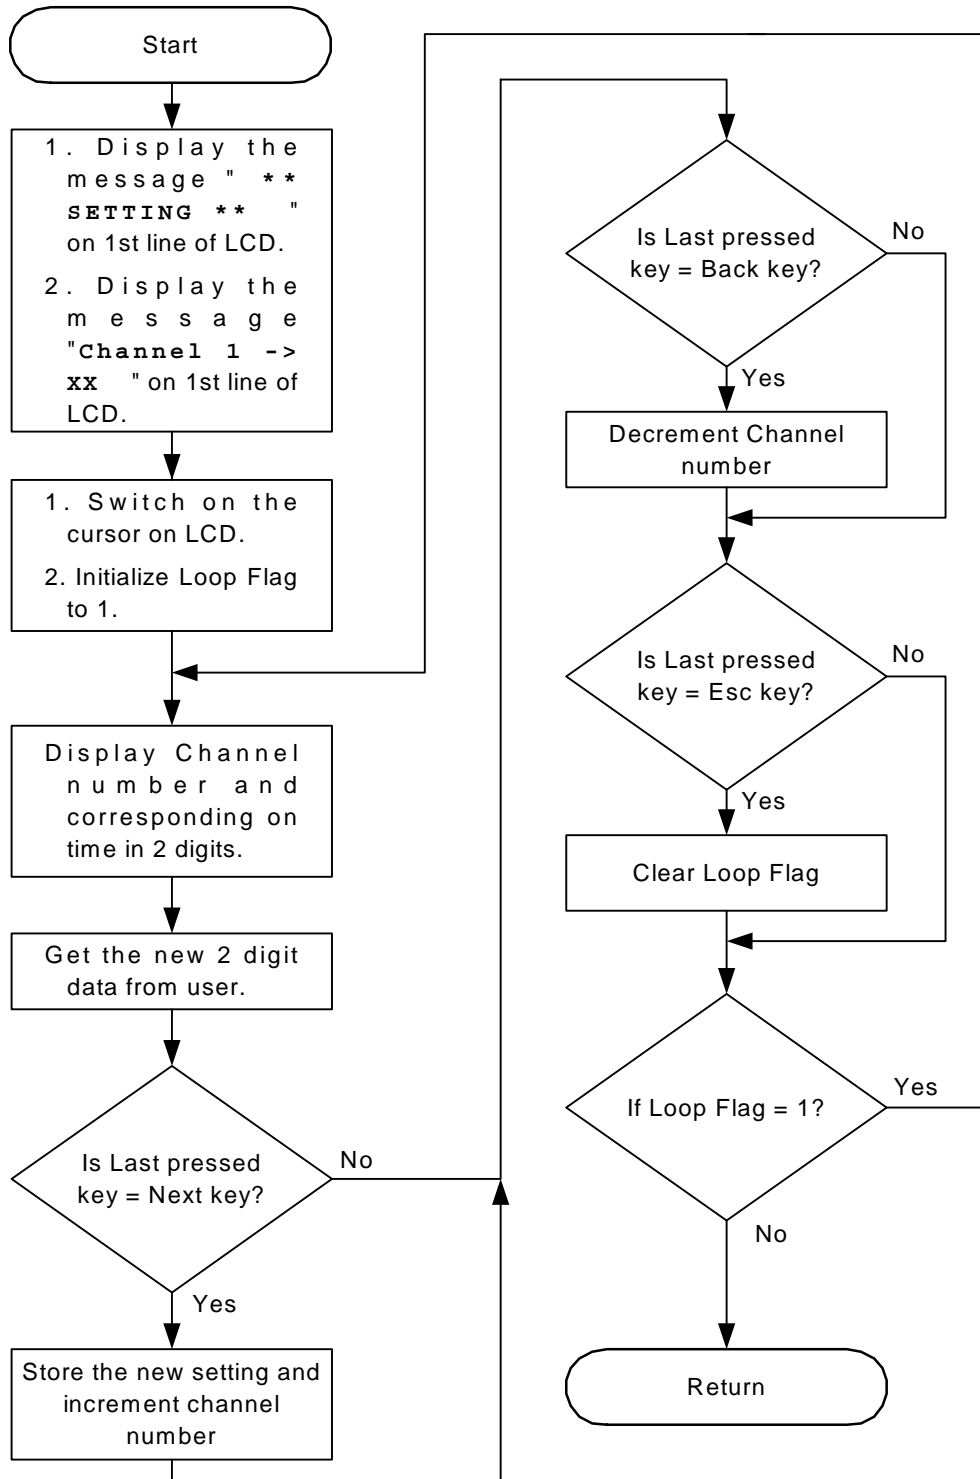 Start
1. Display the
message " **
SETTING ** "
on 1st line of LCD.
2. Display the
message
"Channel 1 ->
XX " on 1st line of
LCD.
1. Switch on the
cursor on LCD.
2. Initialize Loop Flag
to 1.
Display Channel
number and
corresponding on
time in 2 digits.
Get the new 2 digit
data from user.
Is Last pressed
key = Next key?
No
Yes
Store the new setting and
increment channel
number
Is Last pressed
key = Back key?
No
Yes
Decrement Channel
number
Is Last pressed
key = Esc key?
No
Yes
Clear Loop Flag
If Loop Flag = 1?
Yes
No
Return